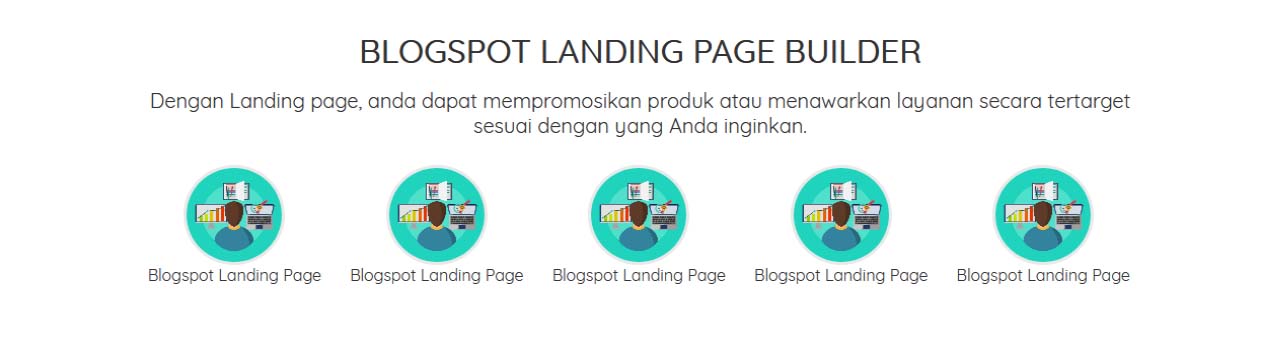 BLOGSPOT LANDING PAGE BUILDER
Dengan Landing page, anda dapat mempromosikan produk atau menawarkan layanan secara tertarget
sesuai dengan yang Anda inginkan.
Blogspot Landing Page Blogspot Landing Page Blogspot Landing Page Blogspot Landing Page Blogspot Landing Page